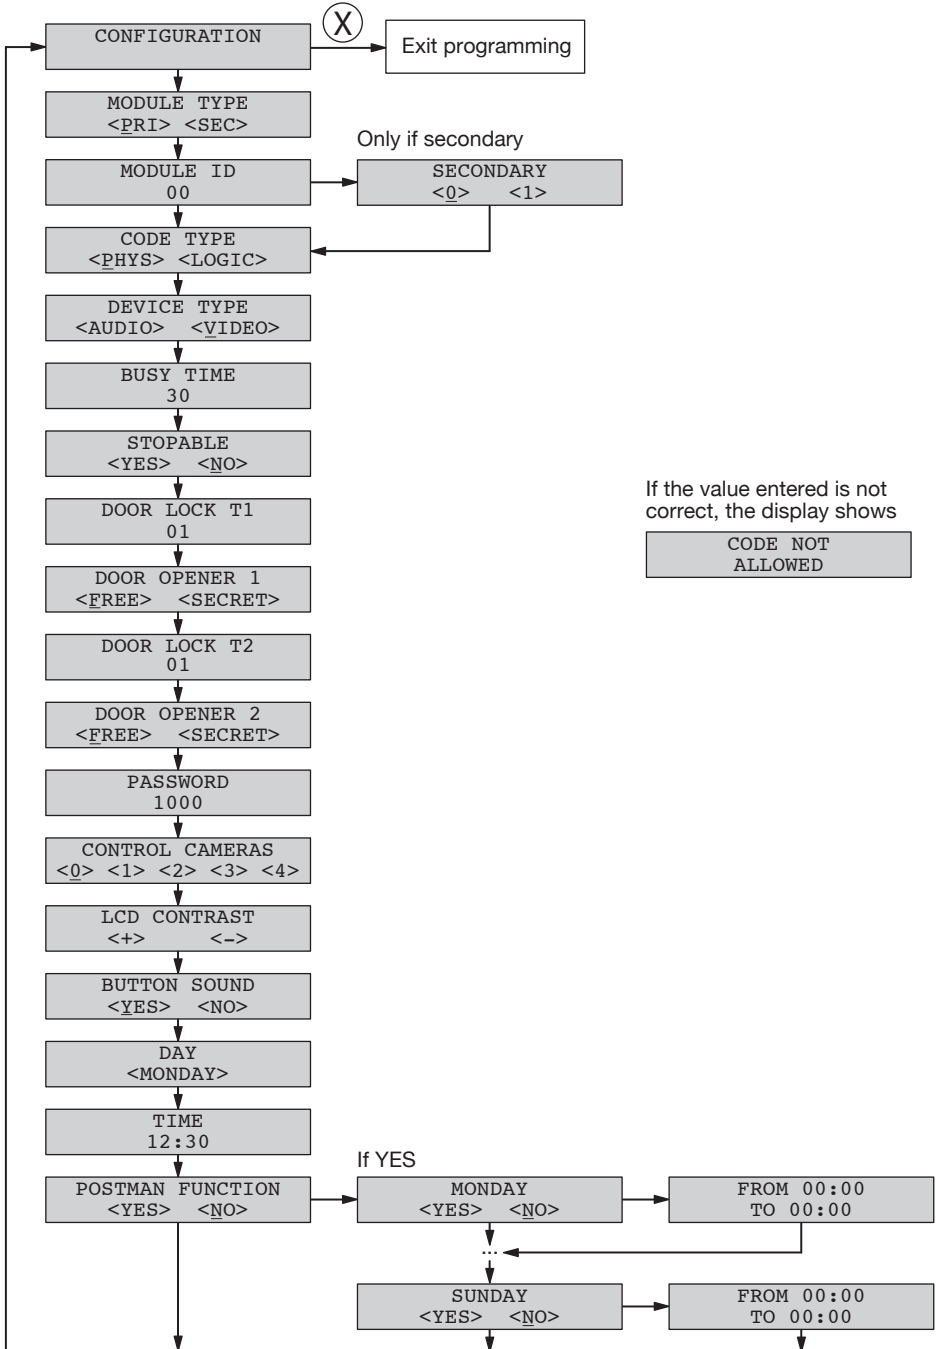 CONFIGURATION
X
Exit programming
MODULE TYPE
<PRI> <SEC>
Only if secondary
MODULE ID
00
SECONDARY
<0> <1>
CODE TYPE
<PHYS> <LOGIC>
DEVICE TYPE
<AUDIO> <VIDEO>
BUSY TIME
30
STOPABLE
<YES> <NO>
If the value entered is not
correct, the display shows
CODE NOT
ALLOWED
DOOR LOCK T1
01
DOOR OPENER 1
<FREE> <SECRET>
DOOR LOCK T2
01
DOOR OPENER 2
<FREE> <SECRET>
PASSWORD
1000
CONTROL CAMERAS
<0> <1> <2> <3> <4>
LCD CONTRAST
<+> <->
BUTTON SOUND
<YES> <NO>
DAY
<MONDAY>
TIME
12:30
If YES
POSTMAN FUNCTION
<YES> <NO>
MONDAY
<YES> <NO>
FROM 00:00
TO 00:00
...
SUNDAY
<YES> <NO>
FROM 00:00
TO 00:00